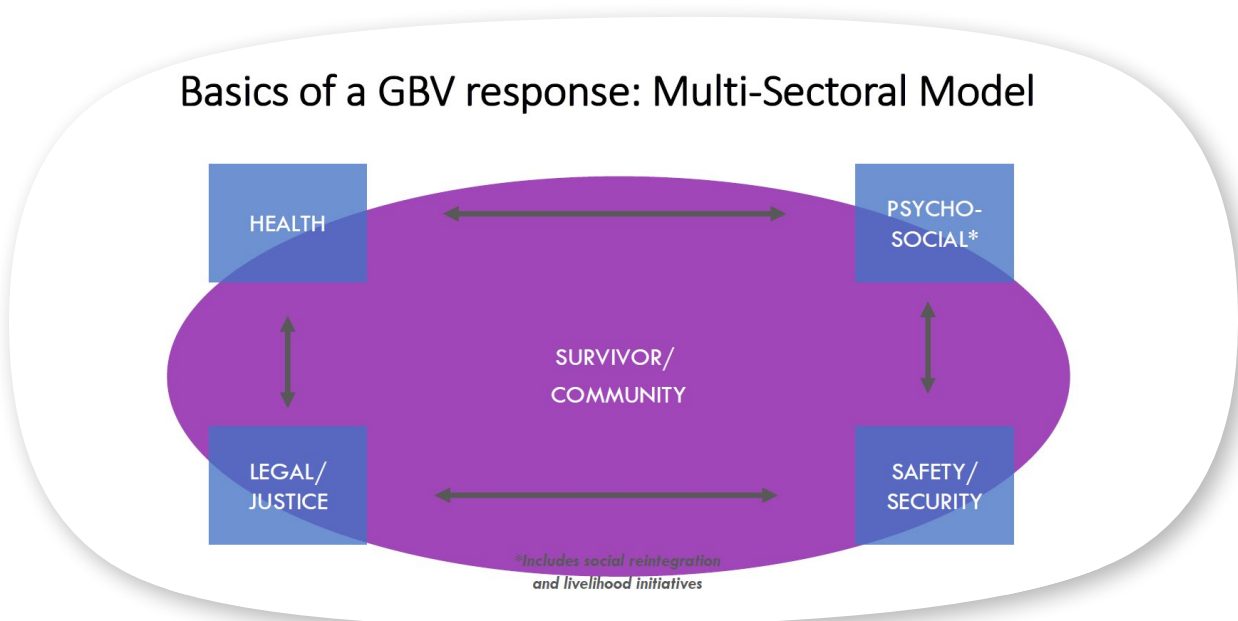 Basics of a GBV response: Multi-Sectoral Model
HEALTH
PSYCHO-
SOCIAL*
SURVIVOR/
COMMUNITY
LEGAL/
JUSTICE
SAFETY/
SECURITY
*Includes social reintegration
and livelihood initiatives